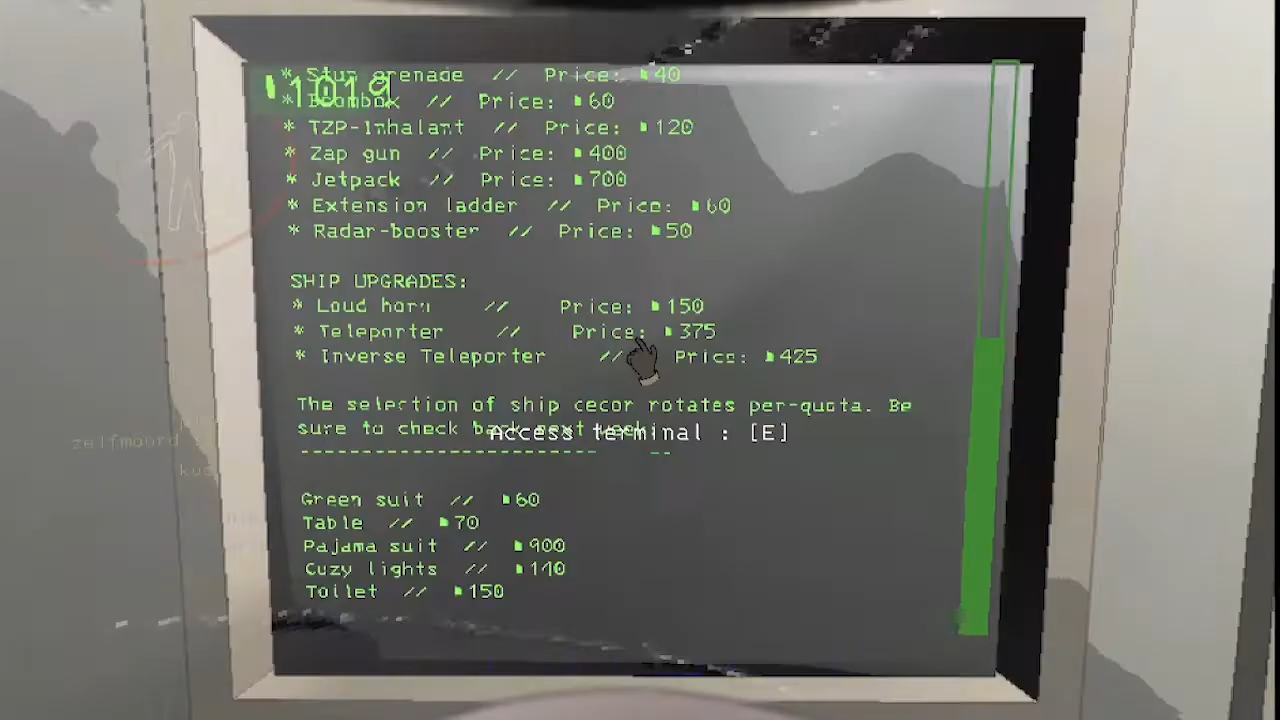 * Stun grenade // Price: ▮40
▮1019
* Boombox // Price: ▮60
* TZP-Inhalant // Price: ▮120
* Zap gun // Price: ▮400
* Jetpack // Price: ▮700
* Extension ladder // Price: ▮60
* Radar-booster // Price: ▮50
SHIP UPGRADES:
* Loud horn // Price: ▮150
* Teleporter // Price: ▮375
* Inverse Teleporter // Price: ▮425
The selection of ship cecor rotates per-quota. Be
sure to check back next week
Access terminal : [E]
zelfmoord
------------------------
Green suit // ▮60
Table // ▮70
Pajama suit // ▮900
Cuzy lights // ▮140
Toilet // ▮150